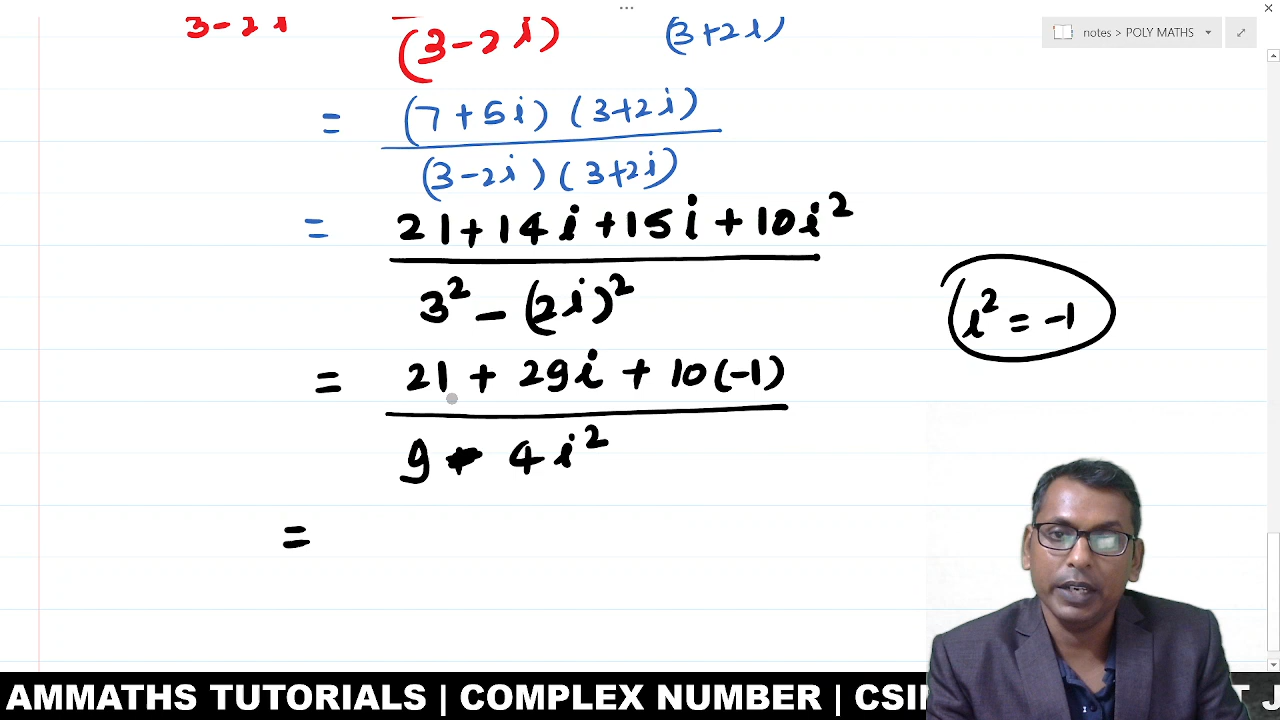 notes > POLY MATHS
3-2i
(3-2i)
(3+2i)
= (7+5i) (3+2i)
(3-2i) (3+2i)
= 21+14i+15i+10i²
3² - (2i)²
i² = -1
= 21 + 29i + 10(-1)
9 - 4i²
=
AMMATHS TUTORIALS | COMPLEX NUMBER |